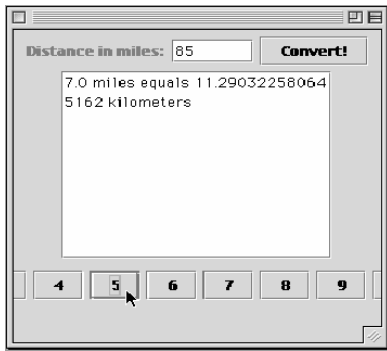 Distance in miles: 85 Convert!
7.0 miles equals 11.29032258064
5162 kilometers
4 5 6 7 8 9